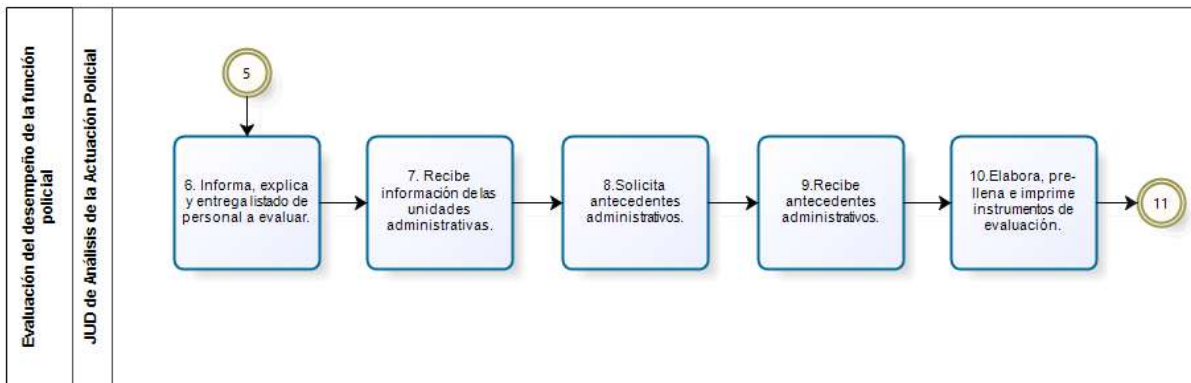 Evaluación del desempeño de la función
policial
JUD de Análisis de la Actuación Policial
5
6. Informa, explica
y entrega listado de
personal a evaluar.
7. Recibe
información de las
unidades
administrativas.
8.Solicita
antecedentes
administrativos.
9.Recibe
antecedentes
administrativos.
10.Elabora, pre-
llena e imprime
instrumentos de
evaluación.
11